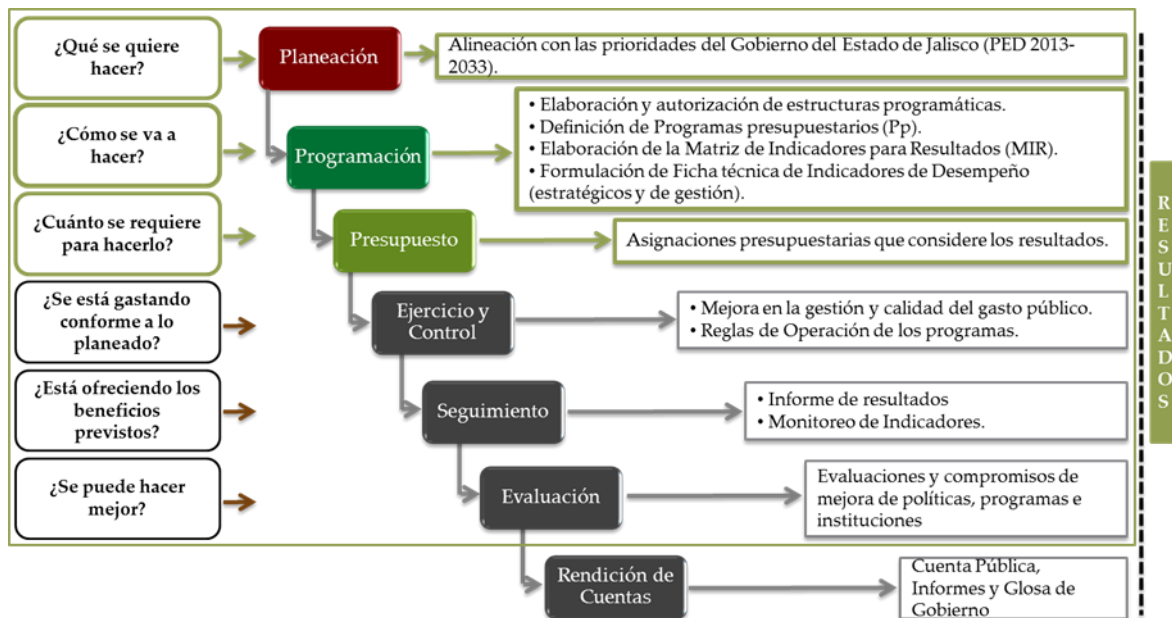 ¿Qué se quiere
hacer?
Planeación
Alineación con las prioridades del Gobierno del Estado de Jalisco (PED 2013-
2033).
¿Cómo se va a
hacer?
Programación
• Elaboración y autorización de estructuras programáticas.
• Definición de Programas presupuestarios (Pp).
• Elaboración de la Matriz de Indicadores para Resultados (MIR).
• Formulación de Ficha técnica de Indicadores de Desempeño
(estratégicos y de gestión).
¿Cuánto se requiere
para hacerlo?
Presupuesto
Asignaciones presupuestarias que considere los resultados.
¿Se está gastando
conforme a lo
planeado?
Ejercicio y
Control
• Mejora en la gestión y calidad del gasto público.
• Reglas de Operación de los programas.
¿Está ofreciendo los
beneficios
previstos?
Seguimiento
• Informe de resultados
• Monitoreo de Indicadores.
¿Se puede hacer
mejor?
Evaluación
Evaluaciones y compromisos de
mejora de políticas, programas e
instituciones
Rendición de
Cuentas
Cuenta Pública,
Informes y Glosa de
Gobierno
RESULTADOS